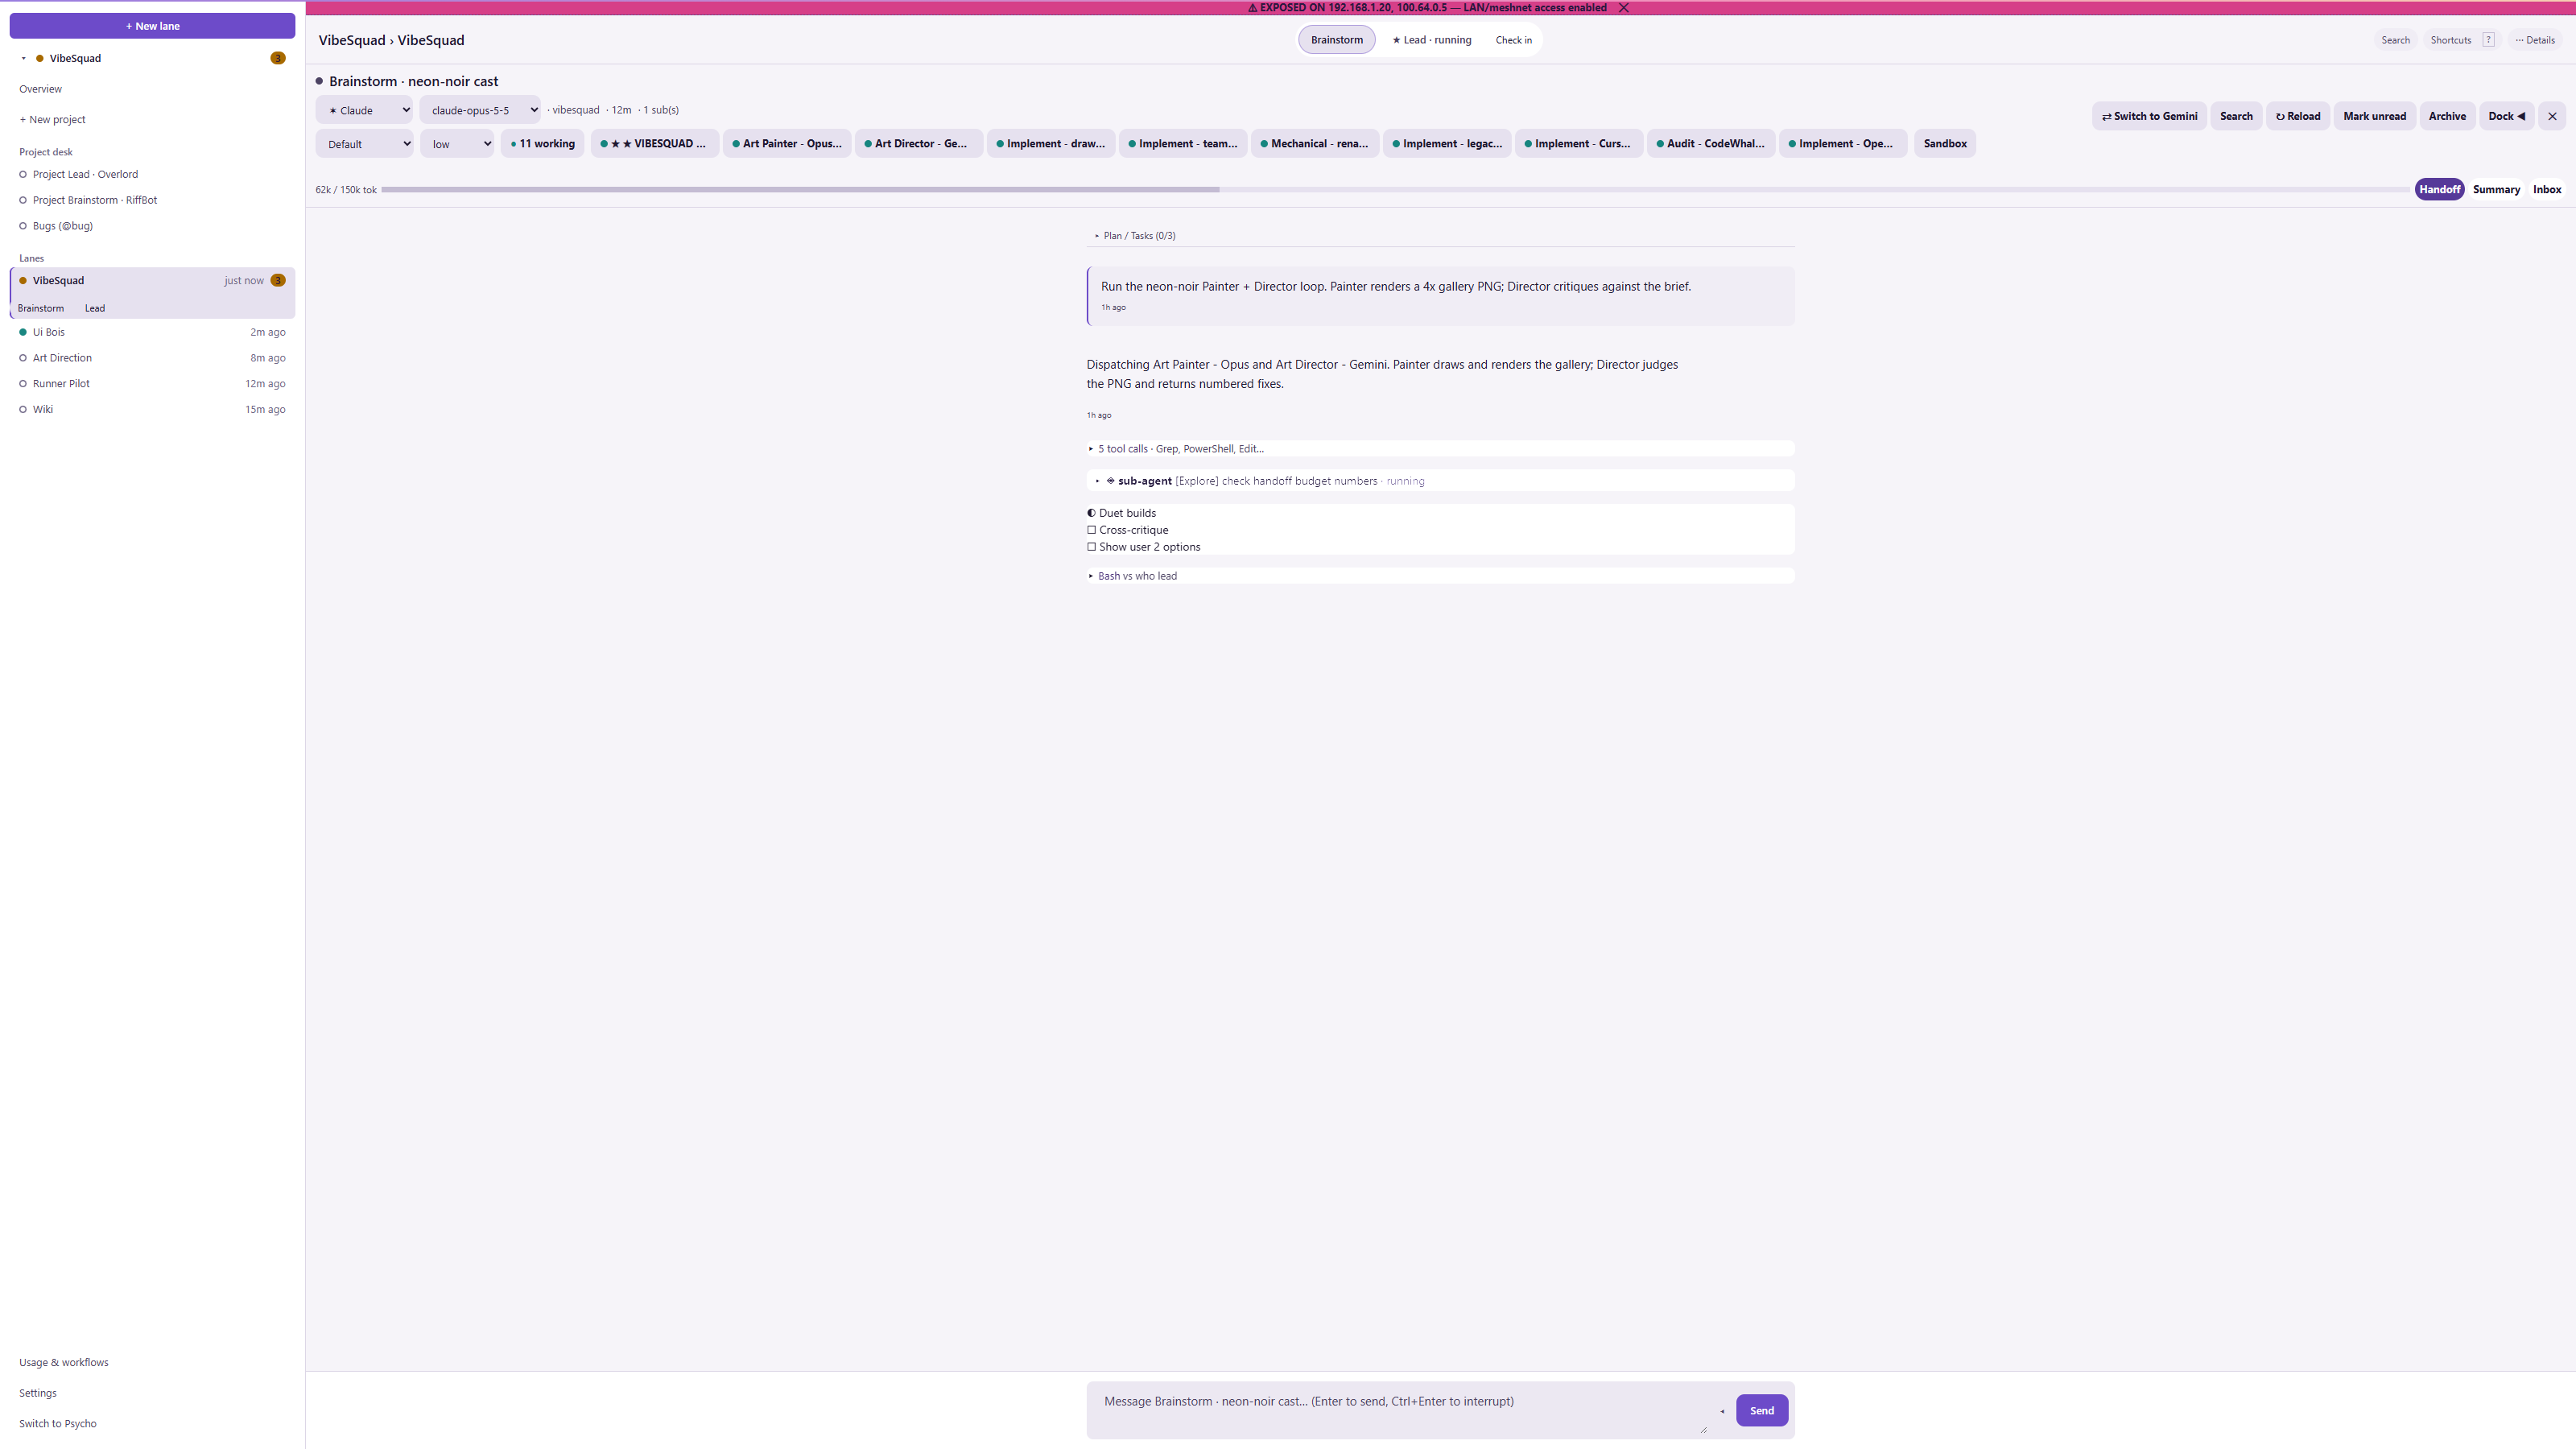 ⚠ EXPOSED ON 192.168.1.20, 100.64.0.5 — LAN/meshnet access enabled ✕
+ New lane
▾ ● VibeSquad 3
Overview
+ New project
Project desk
Project Lead · Overlord
Project Brainstorm · RiffBot
Bugs (@bug)
Lanes
VibeSquad just now 3
Brainstorm Lead
Ui Bois 2m ago
Art Direction 8m ago
Runner Pilot 12m ago
Wiki 15m ago
Usage & workflows
Settings
Switch to Psycho
VibeSquad › VibeSquad
Brainstorm ★ Lead · running Check in
Search Shortcuts ? ··· Details
Brainstorm · neon-noir cast
✶ Claude claude-opus-5-5 · vibesquad · 12m · 1 sub(s)
⇄ Switch to Gemini Search ↻ Reload Mark unread Archive Dock ◀ ✕
Default low ● 11 working ★ ★ VIBESQUAD ... Art Painter - Opus... Art Director - Ge... Implement - draw... Implement - team... Mechanical - rena... Implement - legac... Implement - Curs... Audit - CodeWhal... Implement - Ope... Sandbox
62k / 150k tok Handoff Summary Inbox
▸ Plan / Tasks (0/3)
Run the neon-noir Painter + Director loop. Painter renders a 4x gallery PNG; Director critiques against the brief.
1h ago
Dispatching Art Painter - Opus and Art Director - Gemini. Painter draws and renders the gallery; Director judges
the PNG and returns numbered fixes.
1h ago
▸ 5 tool calls · Grep, PowerShell, Edit...
▸ sub-agent [Explore] check handoff budget numbers · running
◐ Duet builds
☐ Cross-critique
☐ Show user 2 options
▸ Bash vs who lead
Message Brainstorm · neon-noir cast... (Enter to send, Ctrl+Enter to interrupt)
◂ Send